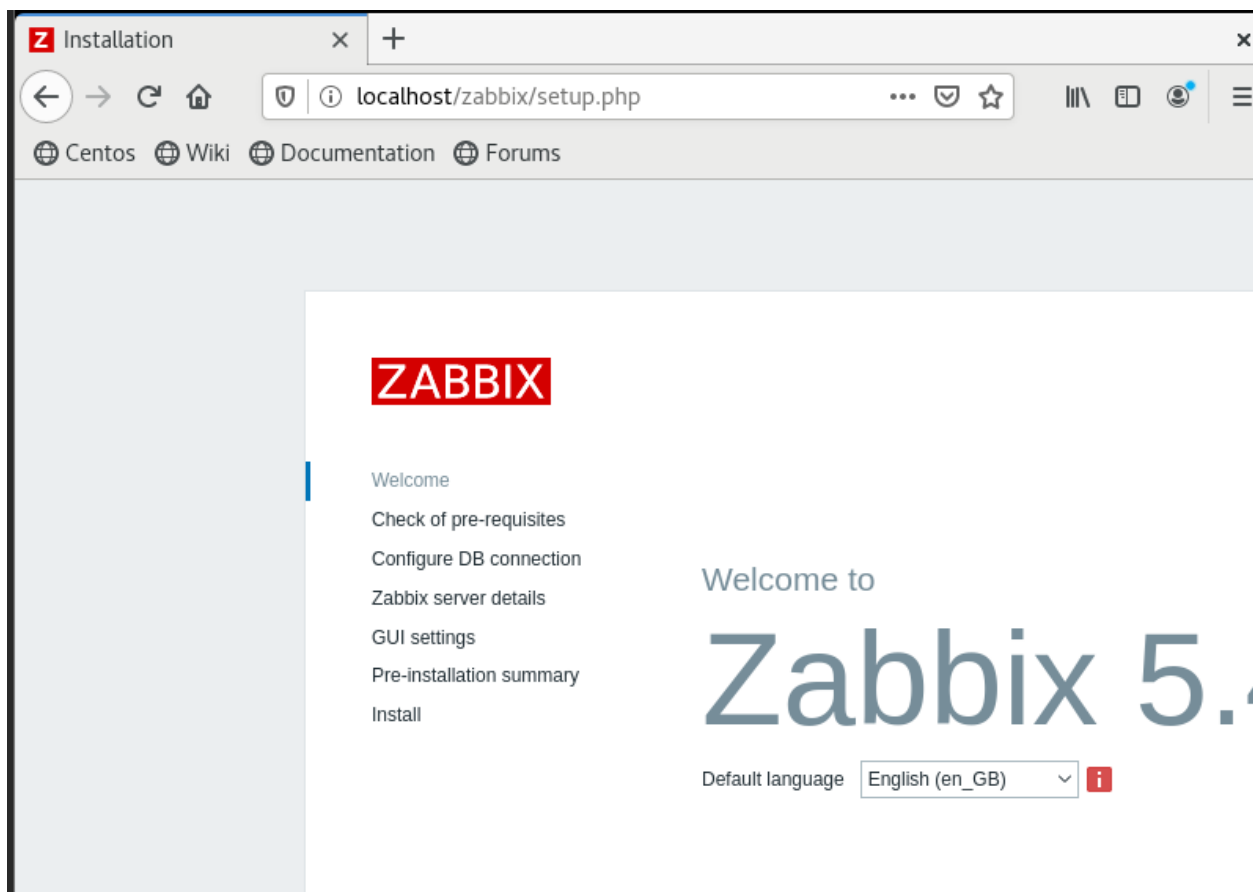 Installation
localhost/zabbix/setup.php
Centos Wiki Documentation Forums
ZABBIX
Welcome
Check of pre-requisites
Configure DB connection
Zabbix server details
GUI settings
Pre-installation summary
Install
Welcome to
Zabbix 5.4
Default language English (en_GB)